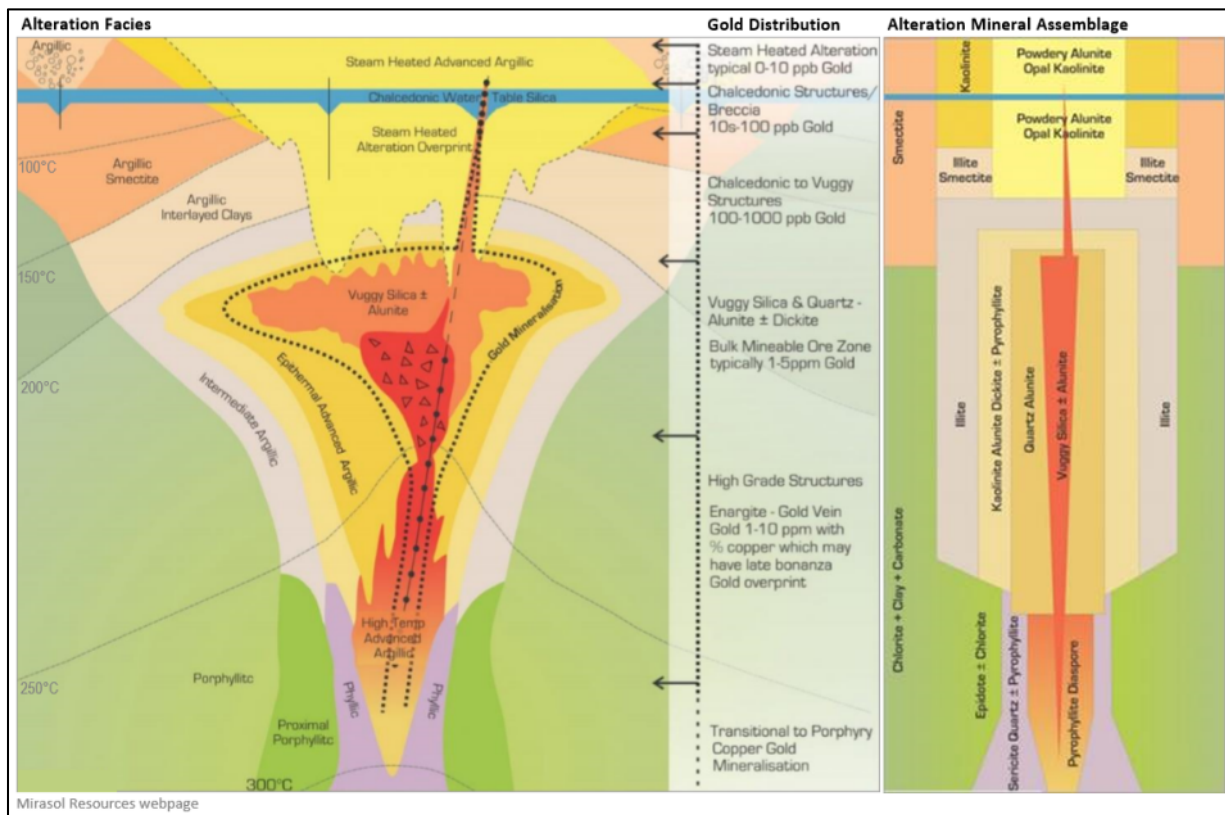 Alteration Facies
Argillic
Steam Heated Advanced Argillic
Chalcedonic Water Table Silica
Steam Heated
Alteration Overprint
100°C
Argillic
Smectite
Argillic
Interlayed Clays
150°C
Vuggy Silica ±
Alunite
Gold Mineralisation
200°C
Epithermal Advanced Argillic
Intermediate Argillic
High Temp
Advanced
Argillic
250°C
Porphyllitc
Phyllic
Phyllic
Proximal
Porphyllitc
300°C
Mirasol Resources webpage
Gold Distribution
Steam Heated Alteration
typical 0-10 ppb Gold
Chalcedonic Structures/
Breccia
10s-100 ppb Gold
Chalcedonic to Vuggy
Structures
100-1000 ppb Gold
Vuggy Silica & Quartz -
Alunite ± Dickite
Bulk Mineable Ore Zone
typically 1-5ppm Gold
High Grade Structures
Enargite - Gold Vein
Gold 1-10 ppm with
% copper which may
have late bonanza
Gold overprint
Transitional to Porphyry
Copper Gold
Mineralisation
Alteration Mineral Assemblage
Kaolinite
Powdery Alunite
Opal Kaolinite
Smectite
Powdery Alunite
Opal Kaolinite
Illite
Smectite
Illite
Smectite
Illite
Kaolinite Alunite Dickite ± Pyrophyllite
Quartz Alunite
Vuggy Silica ± Alunite
Illite
Chlorite + Clay + Carbonate
Epidote ± Chlorite
Sericite Quartz ± Pyrophyllite
Pyrophyllite Diaspore